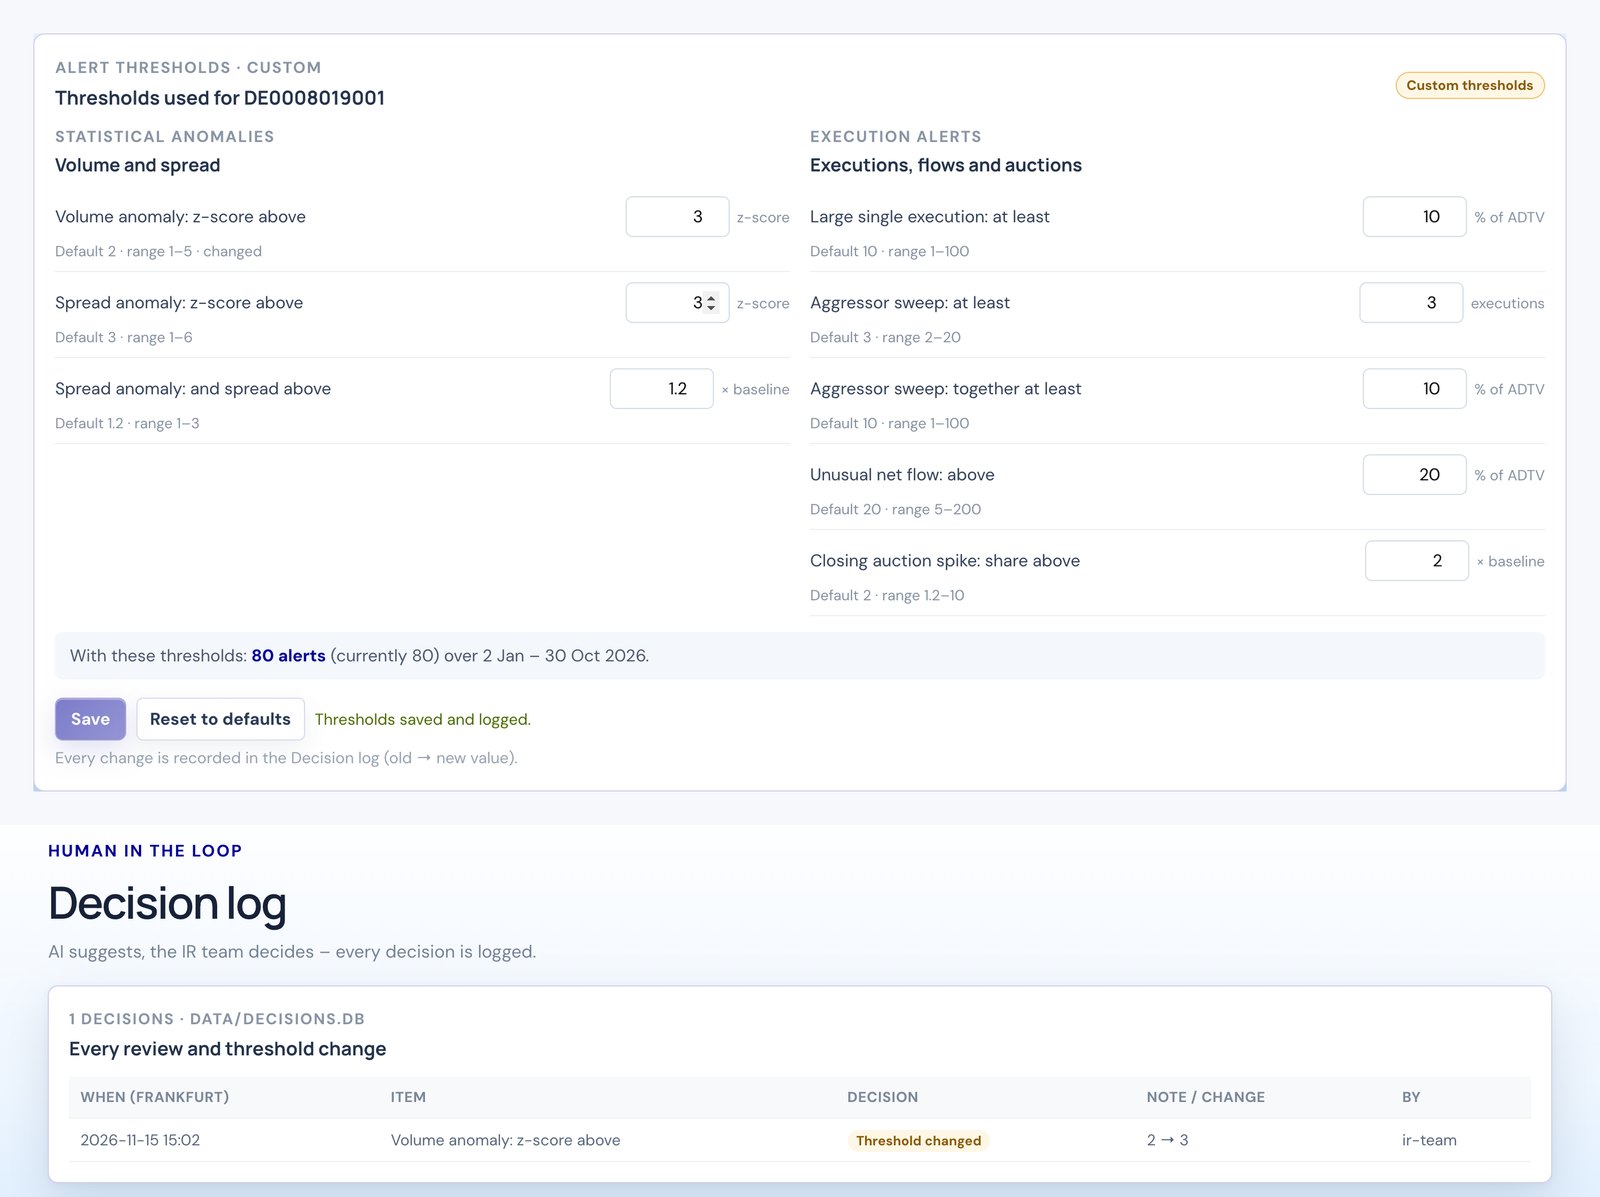 ALERT THRESHOLDS · CUSTOM
Thresholds used for DE0008019001
Custom thresholds
STATISTICAL ANOMALIES
Volume and spread
Volume anomaly: z-score above
3 z-score
Default 2 · range 1–5 · changed
Spread anomaly: z-score above
3 z-score
Default 3 · range 1–6
Spread anomaly: and spread above
1.2 × baseline
Default 1.2 · range 1–3
EXECUTION ALERTS
Executions, flows and auctions
Large single execution: at least
10 % of ADTV
Default 10 · range 1–100
Aggressor sweep: at least
3 executions
Default 3 · range 2–20
Aggressor sweep: together at least
10 % of ADTV
Default 10 · range 1–100
Unusual net flow: above
20 % of ADTV
Default 20 · range 5–200
Closing auction spike: share above
2 × baseline
Default 2 · range 1.2–10
With these thresholds: 80 alerts (currently 80) over 2 Jan – 30 Oct 2026.
Save Reset to defaults Thresholds saved and logged.
Every change is recorded in the Decision log (old → new value).
HUMAN IN THE LOOP
Decision log
AI suggests, the IR team decides – every decision is logged.
1 DECISIONS · DATA/DECISIONS.DB
Every review and threshold change
WHEN (FRANKFURT) ITEM DECISION NOTE / CHANGE BY
2026-11-15 15:02 Volume anomaly: z-score above Threshold changed 2 → 3 ir-team